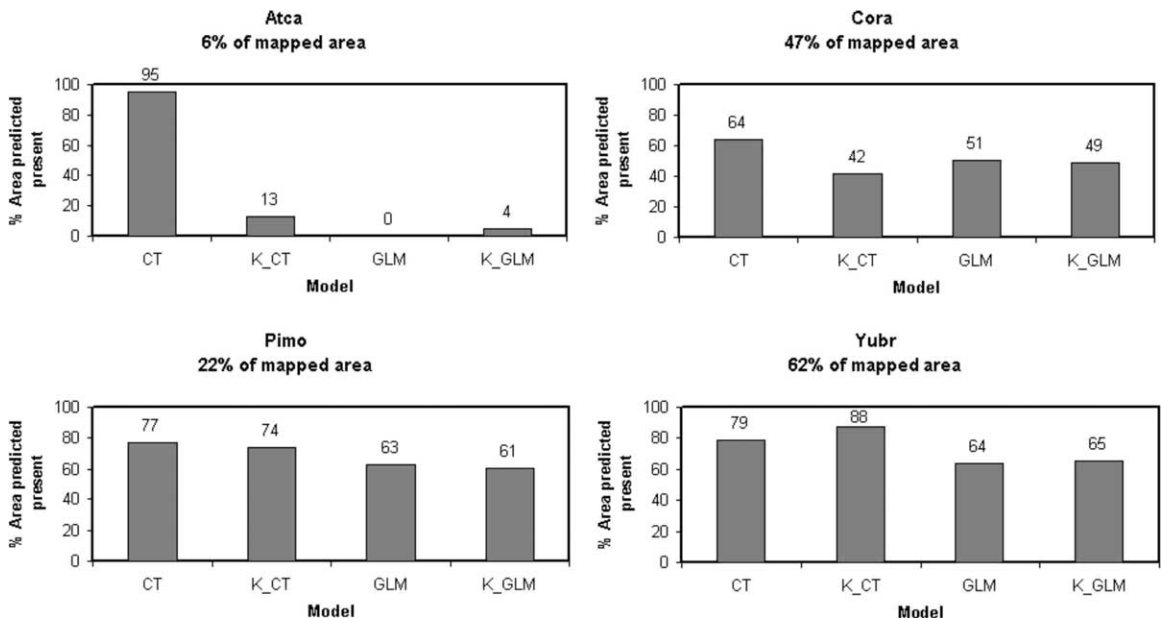 Atca
6% of mapped area
% Area predicted
present
100
80
60
40
20
0
95
13
0
4
CT K_CT GLM K_GLM
Model
Cora
47% of mapped area
% Area predicted
present
100
80
60
40
20
0
64
42
51
49
CT K_CT GLM K_GLM
Model
Pimo
22% of mapped area
% Area predicted
present
100
80
60
40
20
0
77
74
63
61
CT K_CT GLM K_GLM
Model
Yubr
62% of mapped area
% Area predicted
present
100
80
60
40
20
0
79
88
64
65
CT K_CT GLM K_GLM
Model